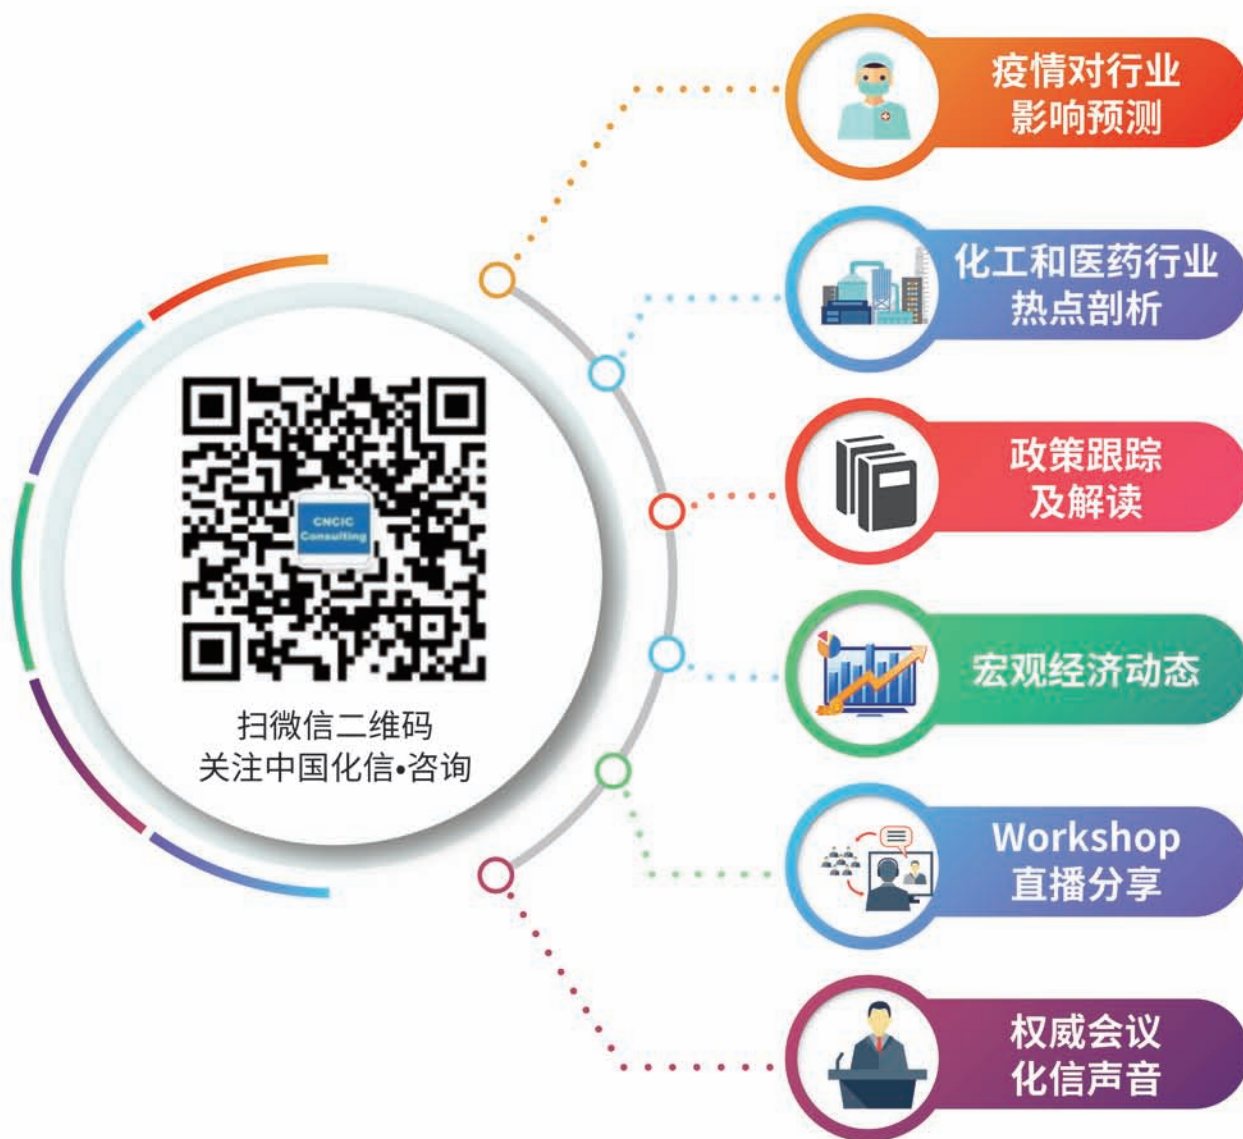 疫情对行业
影响预测
化工和医药行业
热点剖析
CNCIC
Consulting
政策跟踪
及解读
宏观经济动态
扫微信二维码
关注中国化信•咨询
Workshop
直播分享
权威会议
化信声音